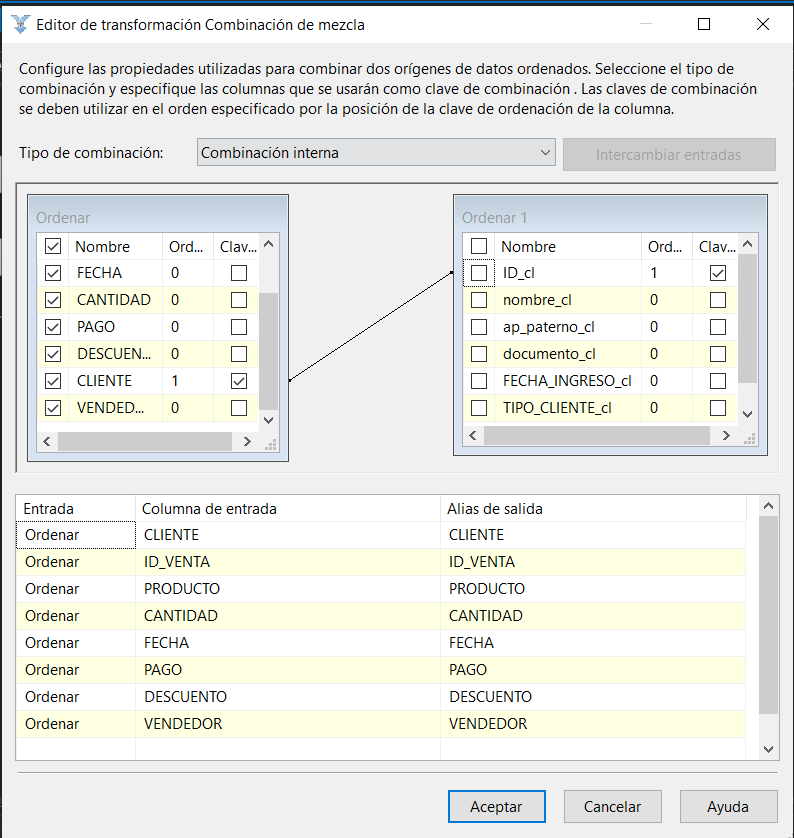 Editor de transformación Combinación de mezcla
Configure las propiedades utilizadas para combinar dos orígenes de datos ordenados. Seleccione el tipo de
combinación y especifique las columnas que se usarán como clave de combinación . Las claves de combinación
se deben utilizar en el orden especificado por la posición de la clave de ordenación de la columna.
Tipo de combinación: Combinación interna Intercambiar entradas
Ordenar
Nombre Ord... Clav...
FECHA 0
CANTIDAD 0
PAGO 0
DESCUEN... 0
CLIENTE 1
VENDED... 0
Ordenar 1
Nombre Ord... Clav...
ID_cl 1
nombre_cl 0
ap_paterno_cl 0
documento_cl 0
FECHA_INGRESO_cl 0
TIPO_CLIENTE_cl 0
Entrada Columna de entrada Alias de salida
Ordenar CLIENTE CLIENTE
Ordenar ID_VENTA ID_VENTA
Ordenar PRODUCTO PRODUCTO
Ordenar CANTIDAD CANTIDAD
Ordenar FECHA FECHA
Ordenar PAGO PAGO
Ordenar DESCUENTO DESCUENTO
Ordenar VENDEDOR VENDEDOR
Aceptar Cancelar Ayuda